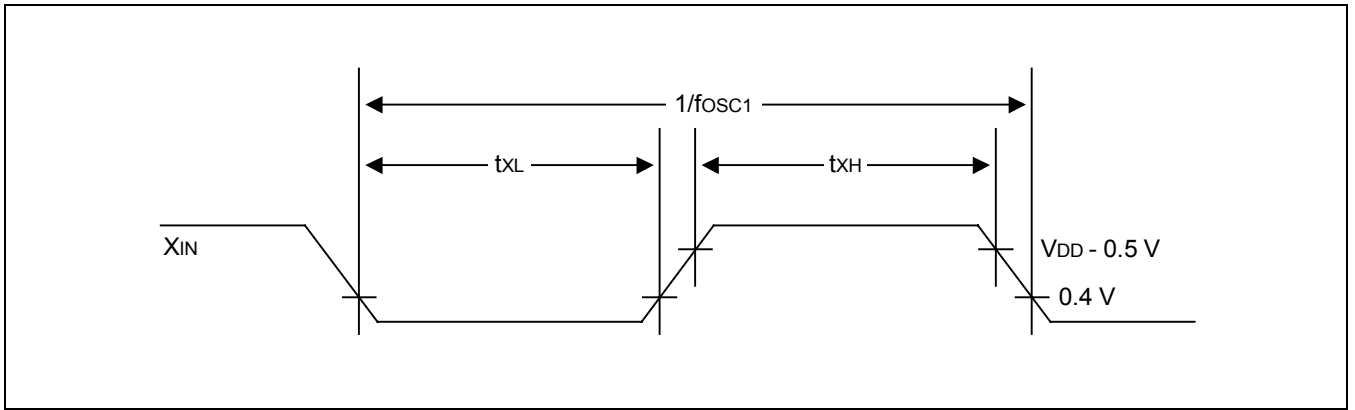 1/fOSC1
tXL
tXH
XIN
VDD - 0.5 V
0.4 V